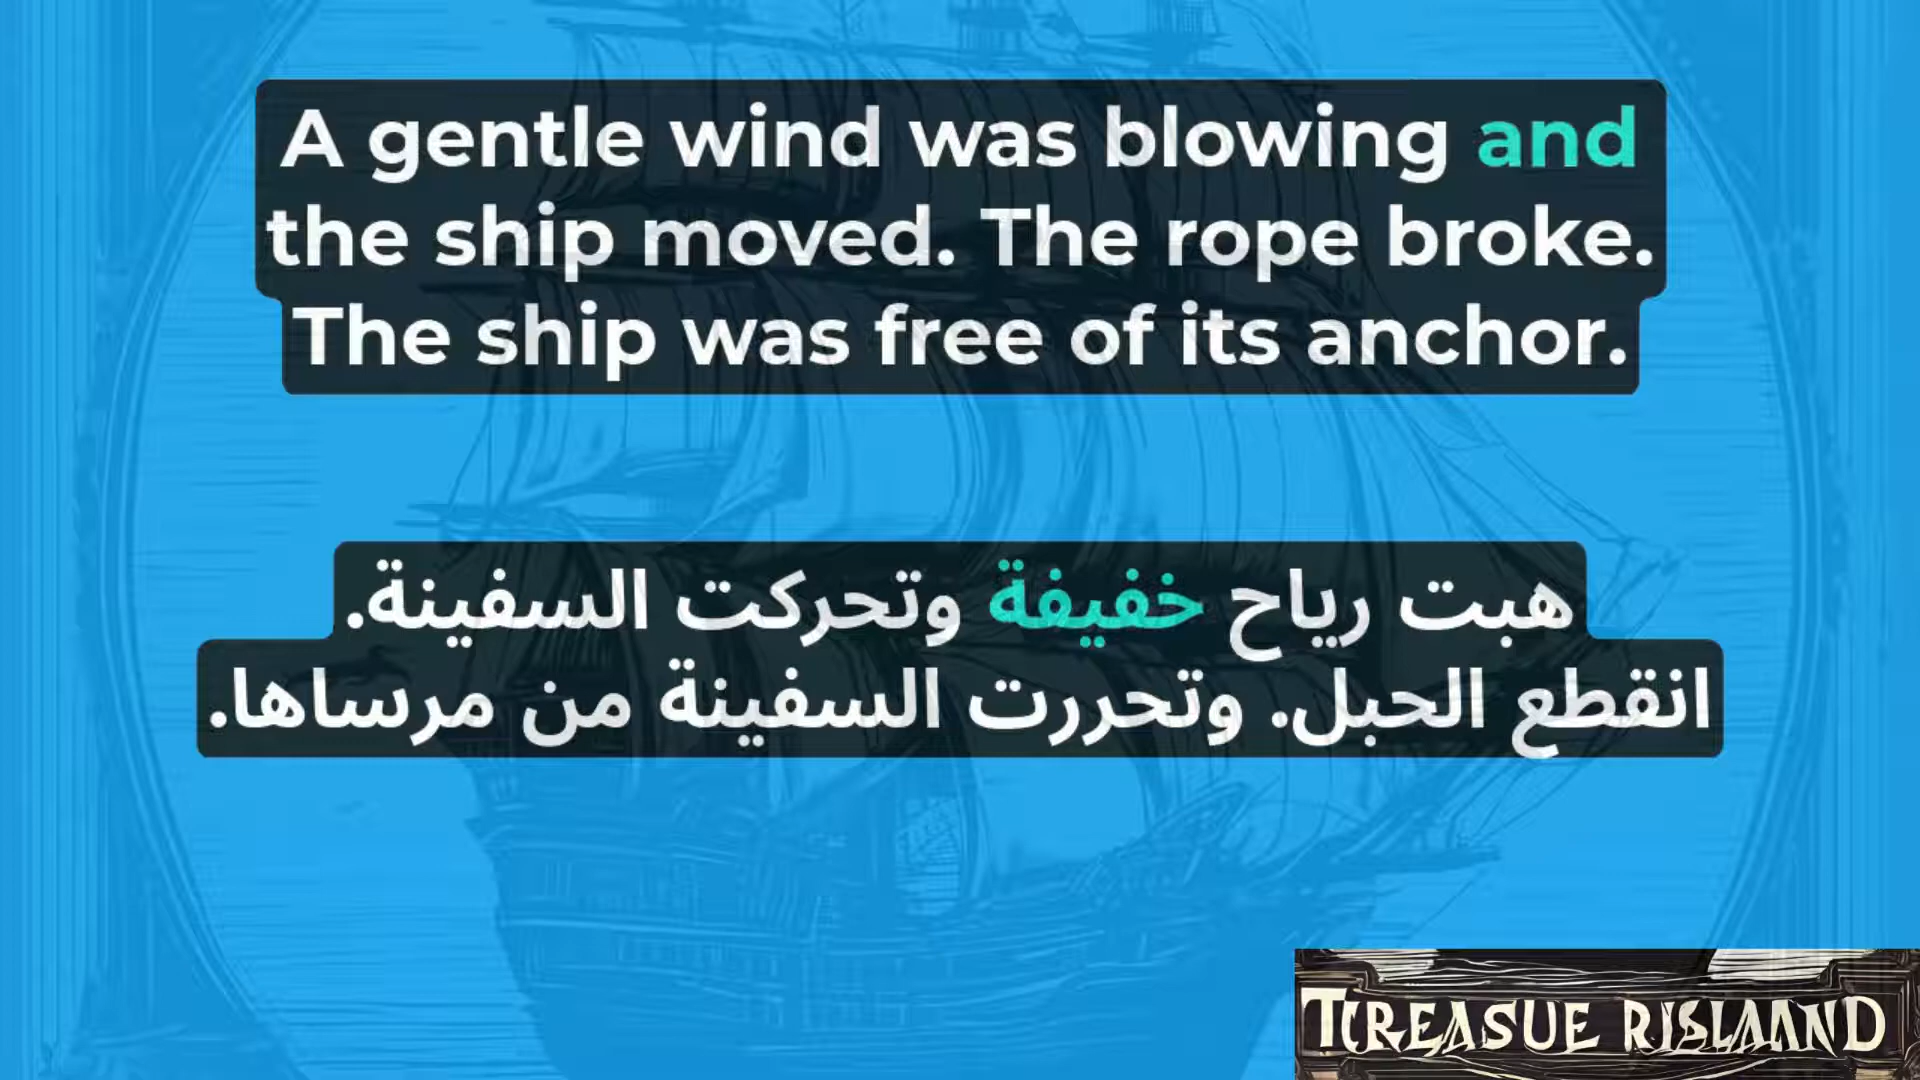 A gentle wind was blowing and
the ship moved. The rope broke.
The ship was free of its anchor.
هبت رياح خفيفة وتحركت السفينة.
انقطع الحبل. وتحررت السفينة من مرساها.
TREASUE RISLAAND